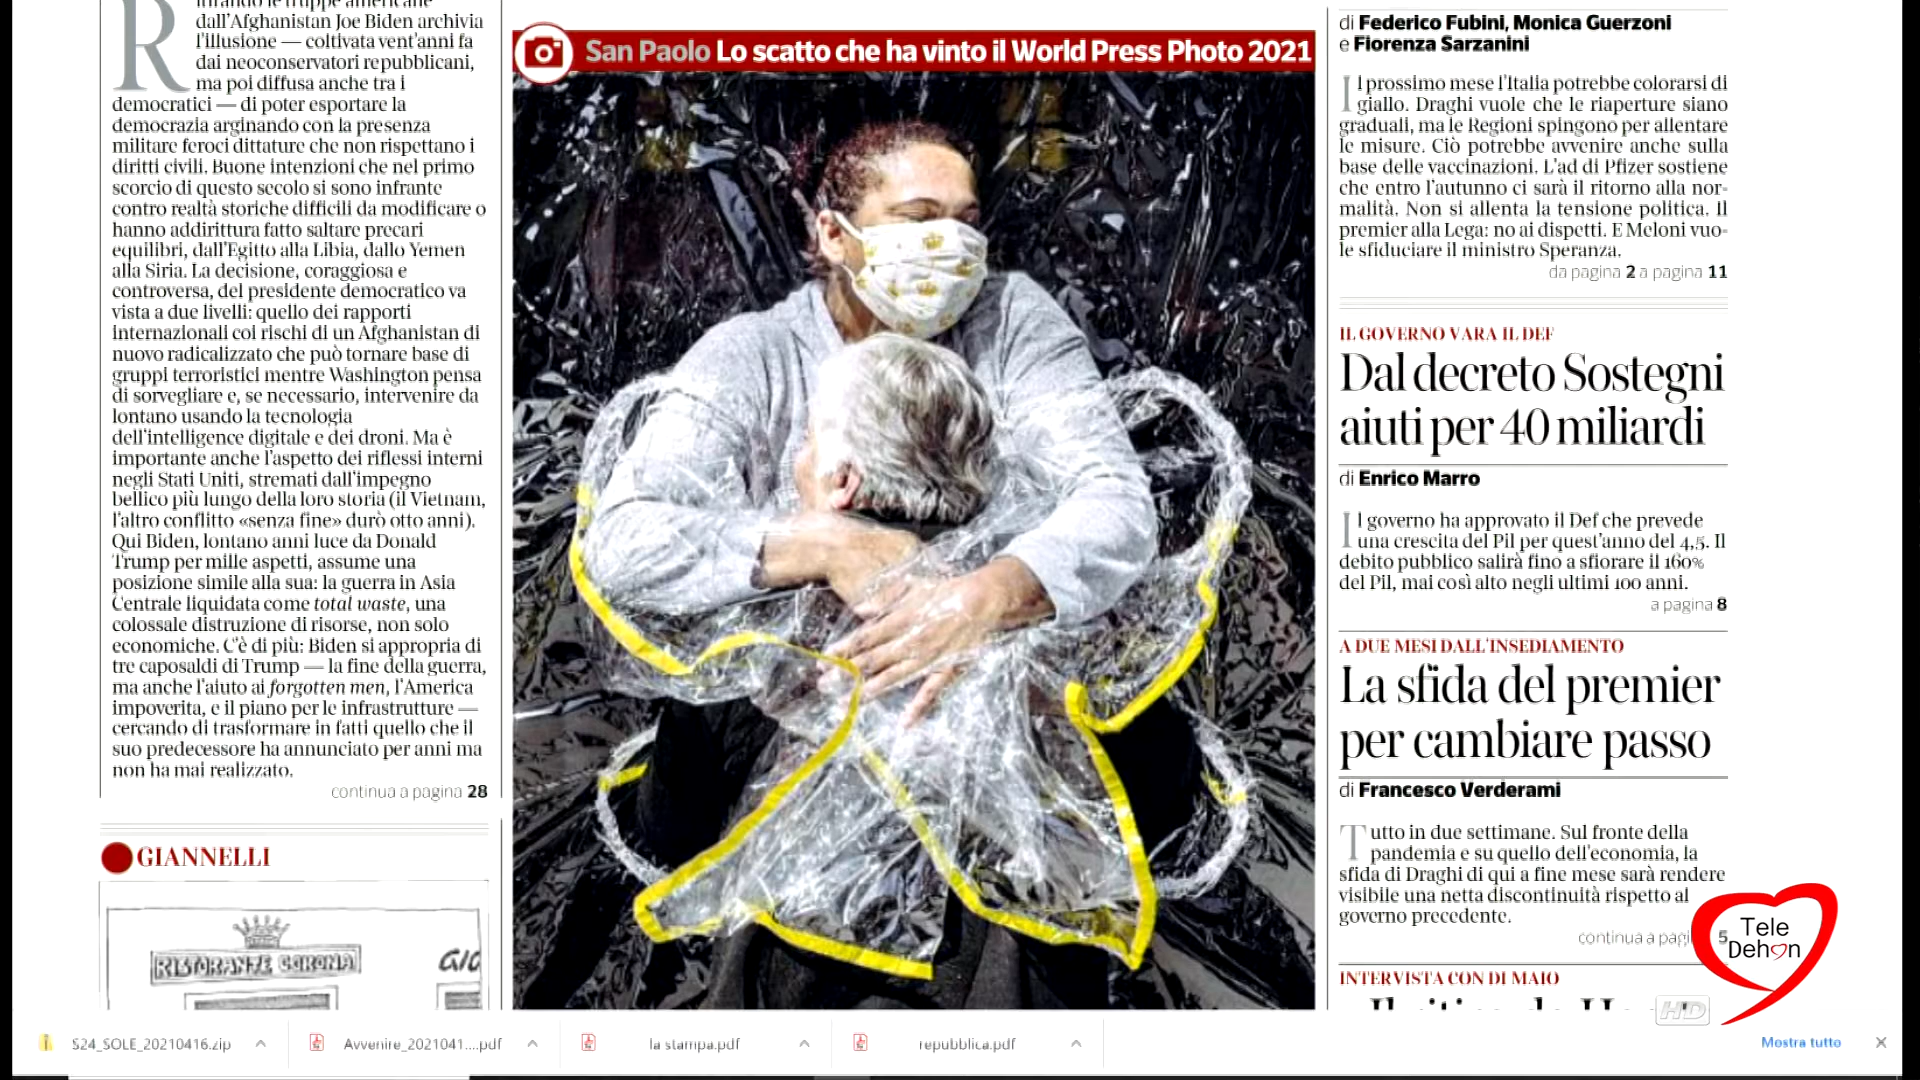 R
dall'Afghanistan Joe Biden archivia
l'illusione — coltivata vent'anni fa
dai neoconservatori repubblicani,
ma poi diffusa anche tra i
democratici — di poter esportare la
democrazia arginando con la presenza
militare feroci dittature che non rispettano i
diritti civili. Buone intenzioni che nel primo
scorcio di questo secolo si sono infrante
contro realtà storiche difficili da modificare o
hanno addirittura fatto saltare precari
equilibri, dall'Egitto alla Libia, dallo Yemen
alla Siria. La decisione, coraggiosa e
controversa, del presidente democratico va
vista a due livelli: quello dei rapporti
internazionali coi rischi di un Afghanistan di
nuovo radicalizzato che può tornare base di
gruppi terroristici mentre Washington pensa
di sorvegliare e, se necessario, intervenire da
lontano usando la tecnologia
dell'intelligence digitale e dei droni. Ma è
importante anche l'aspetto dei riflessi interni
negli Stati Uniti, stremati dall'impegno
bellico più lungo della loro storia (il Vietnam,
l'altro conflitto «senza fine» durò otto anni).
Qui Biden, lontano anni luce da Donald
Trump per mille aspetti, assume una
posizione simile alla sua: la guerra in Asia
Centrale liquidata come total waste, una
colossale distruzione di risorse, non solo
economiche. C'è di più: Biden si appropria di
tre caposaldi di Trump — la fine della guerra,
ma anche l'aiuto ai forgotten men, l'America
impoverita, e il piano per le infrastrutture —
cercando di trasformare in fatti quello che il
suo predecessore ha annunciato per anni ma
non ha mai realizzato.
continua a pagina 28
GIANNELLI
RISTORANTE CORONA
GIO
San Paolo Lo scatto che ha vinto il World Press Photo 2021
di Federico Fubini, Monica Guerzoni
e Fiorenza Sarzanini
Il prossimo mese l'Italia potrebbe colorarsi di
giallo. Draghi vuole che le riaperture siano
graduali, ma le Regioni spingono per allentare
le misure. Ciò potrebbe avvenire anche sulla
base delle vaccinazioni. L'ad di Pfizer sostiene
che entro l'autunno ci sarà il ritorno alla nor-
malità. Non si allenta la tensione politica. Il
premier alla Lega: no ai dispetti. E Meloni vuo-
le sfiduciare il ministro Speranza.
da pagina 2 a pagina 11
IL GOVERNO VARA IL DEF
Dal decreto Sostegni
aiuti per 40 miliardi
di Enrico Marro
Il governo ha approvato il Def che prevede
una crescita del Pil per quest'anno del 4,5. Il
debito pubblico salirà fino a sfiorare il 160%
del Pil, mai così alto negli ultimi 100 anni.
a pagina 8
A DUE MESI DALL'INSEDIAMENTO
La sfida del premier
per cambiare passo
di Francesco Verderami
Tutto in due settimane. Sul fronte della
pandemia e su quello dell'economia, la
sfida di Draghi di qui a fine mese sarà rendere
visibile una netta discontinuità rispetto al
governo precedente.
continua a pagi 5
INTERVISTA CON DI MAIO
Tele
Dehon
HD
S24_SOLE_20210416.zip
Avvenire_2021041....pdf
la stampa.pdf
repubblica.pdf
Mostra tutto